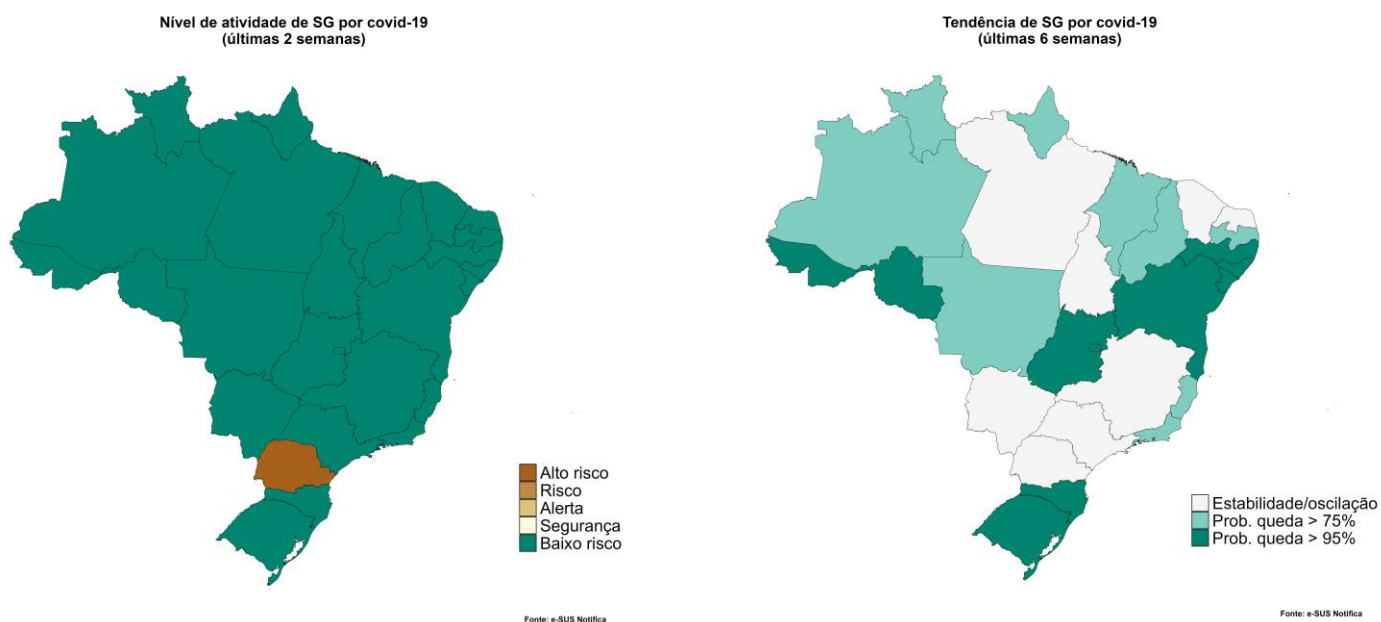 Nível de atividade de SG por covid-19
(últimas 2 semanas)
Alto risco
Risco
Alerta
Segurança
Baixo risco
Fonte: e-SUS Notifica
Tendência de SG por covid-19
(últimas 6 semanas)
Estabilidade/oscilação
Prob. queda > 75%
Prob. queda > 95%
Fonte: e-SUS Notifica